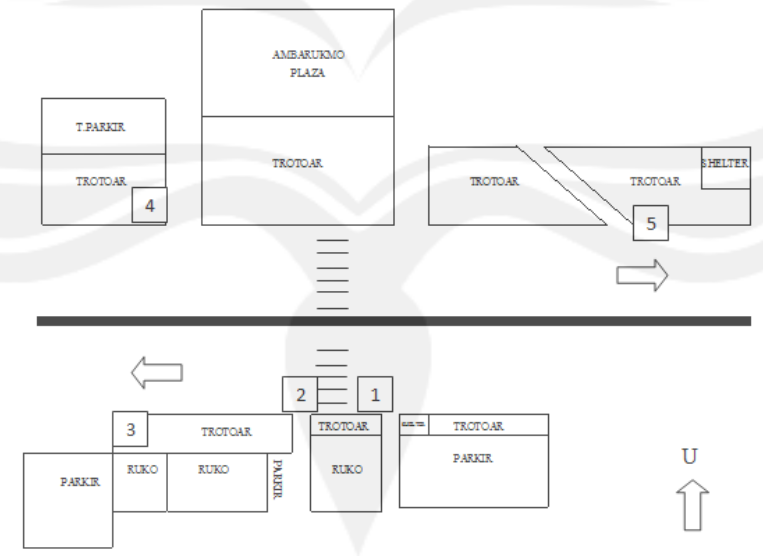 AMBARUKMO
PLAZA
T.PARKIR
TROTOAR
4
TROTOAR
TROTOAR
TROTOAR
SHELTER
5
2
1
3
TROTOAR
TROTOAR
TROTOAR
PARKIR
RUKO
RUKO
PARKIR
RUKO
PARKIR
U